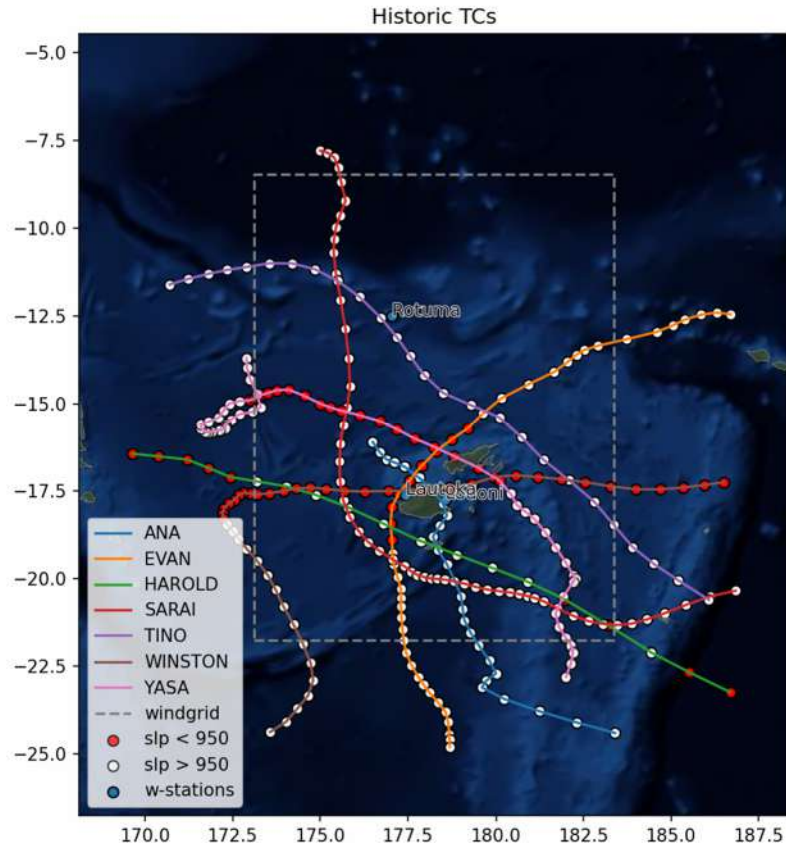 Historic TCs
−5.0
−7.5
−10.0
−12.5
−15.0
−17.5
−20.0
−22.5
−25.0
Rotuma
Lautoka
ANA
EVAN
HAROLD
SARAI
TINO
WINSTON
YASA
windgrid
slp < 950
slp > 950
w-stations
170.0 172.5 175.0 177.5 180.0 182.5 185.0 187.5